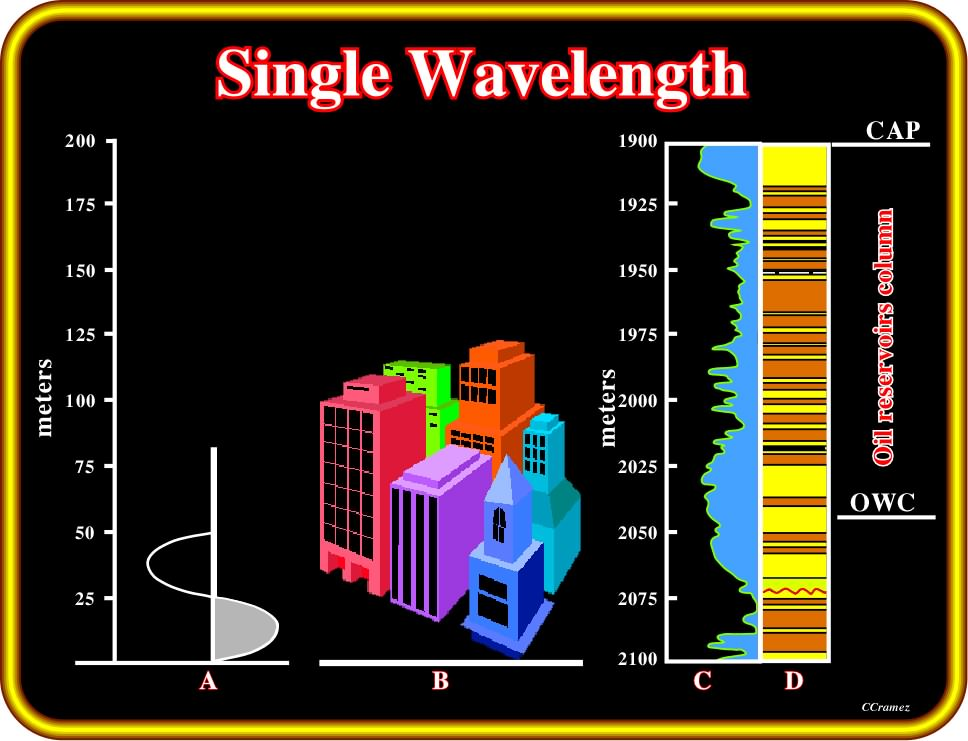 Single Wavelength
200
175
150
125
100
75
50
25
meters
A
B
meters
1900
1925
1950
1975
2000
2025
2050
2075
2100
C
D
CAP
Oil reservoirs column
OWC
CCramez